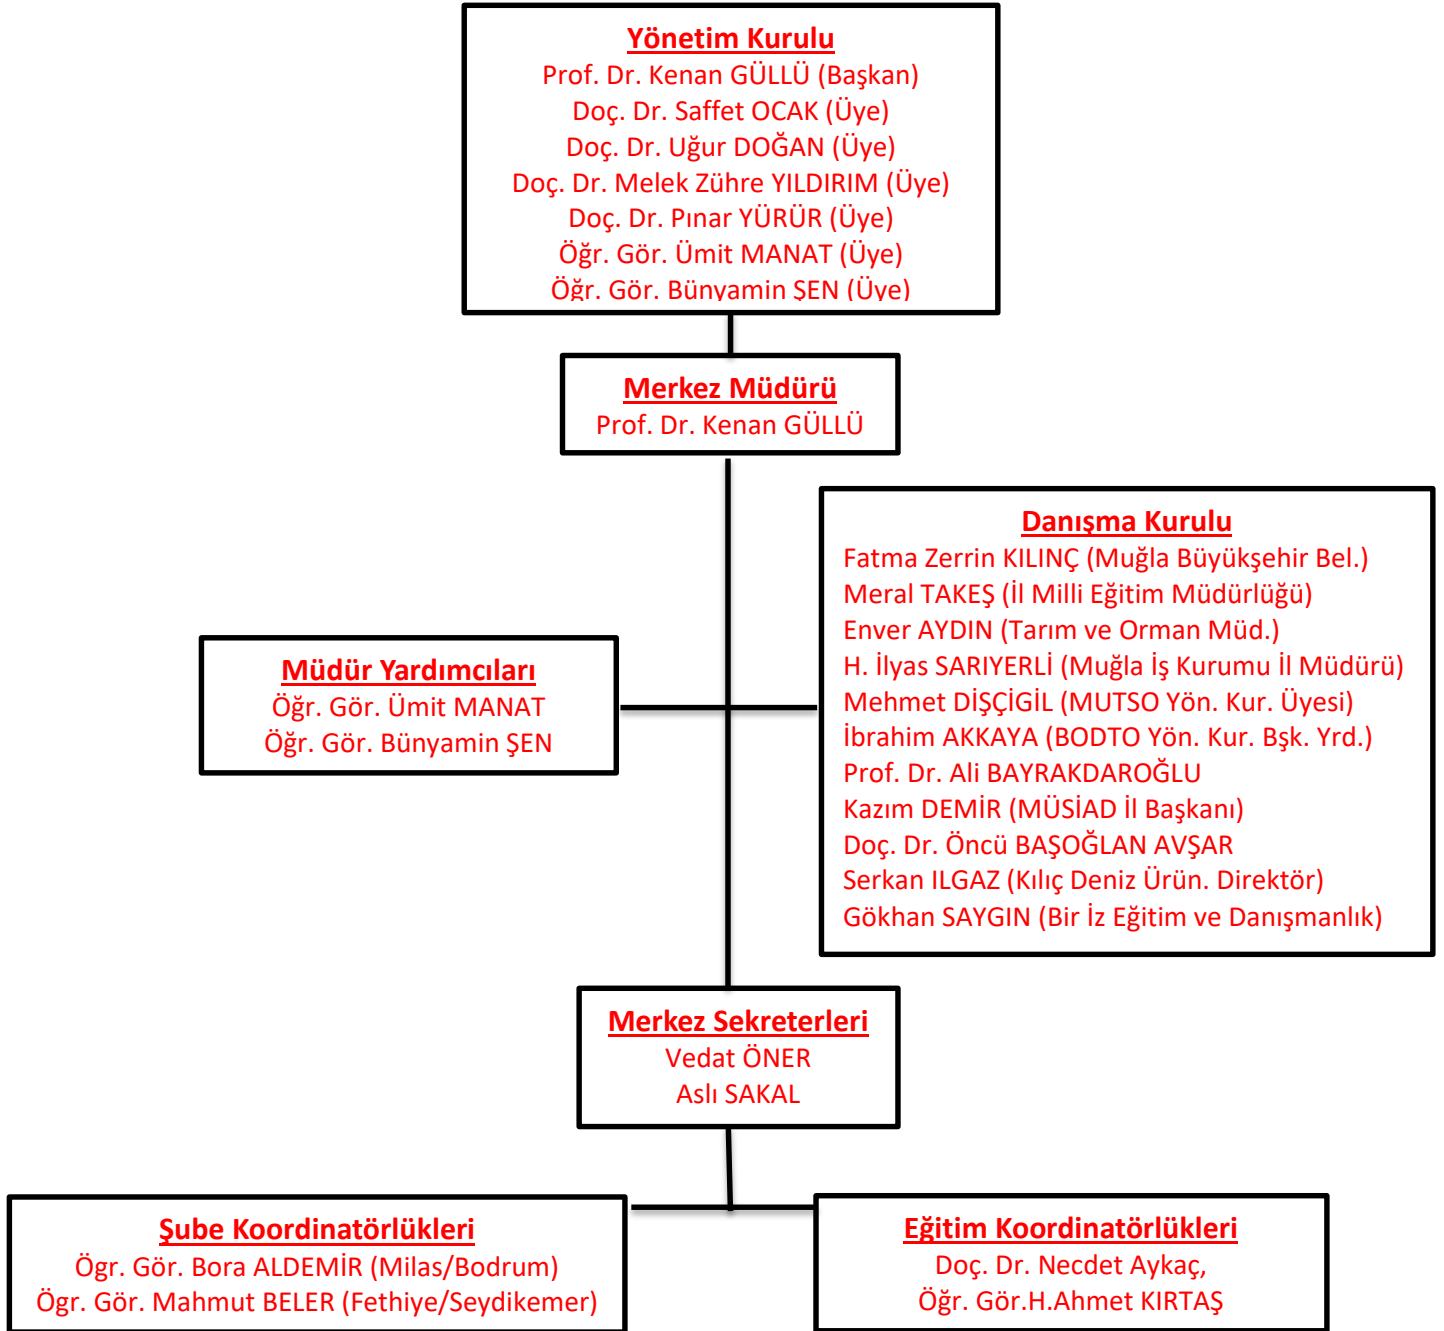 Yönetim Kurulu
Prof. Dr. Kenan GÜLLÜ (Başkan)
Doç. Dr. Saffet OCAK (Üye)
Doç. Dr. Uğur DOĞAN (Üye)
Doç. Dr. Melek Zühre YILDIRIM (Üye)
Doç. Dr. Pınar YÜRÜR (Üye)
Öğr. Gör. Ümit MANAT (Üye)
Öğr. Gör. Bünyamin ŞEN (Üye)
Merkez Müdürü
Prof. Dr. Kenan GÜLLÜ
Danışma Kurulu
Fatma Zerrin KILINÇ (Muğla Büyükşehir Bel.)
Meral TAKEŞ (İl Milli Eğitim Müdürlüğü)
Enver AYDIN (Tarım ve Orman Müd.)
H. İlyas SARIYERLİ (Muğla İş Kurumu İl Müdürü)
Mehmet DİŞÇİGİL (MUTSO Yön. Kur. Üyesi)
İbrahim AKKAYA (BODTO Yön. Kur. Bşk. Yrd.)
Prof. Dr. Ali BAYRAKDAROĞLU
Kazım DEMİR (MÜSİAD İl Başkanı)
Doç. Dr. Öncü BAŞOĞLAN AVŞAR
Serkan ILGAZ (Kılıç Deniz Ürün. Direktör)
Gökhan SAYGIN (Bir İz Eğitim ve Danışmanlık)
Müdür Yardımcıları
Öğr. Gör. Ümit MANAT
Öğr. Gör. Bünyamin ŞEN
Merkez Sekreterleri
Vedat ÖNER
Aslı SAKAL
Şube Koordinatörlükleri
Ögr. Gör. Bora ALDEMİR (Milas/Bodrum)
Ögr. Gör. Mahmut BELER (Fethiye/Seydikemer)
Eğitim Koordinatörlükleri
Doç. Dr. Necdet Aykaç,
Öğr. Gör.H.Ahmet KIRTAŞ